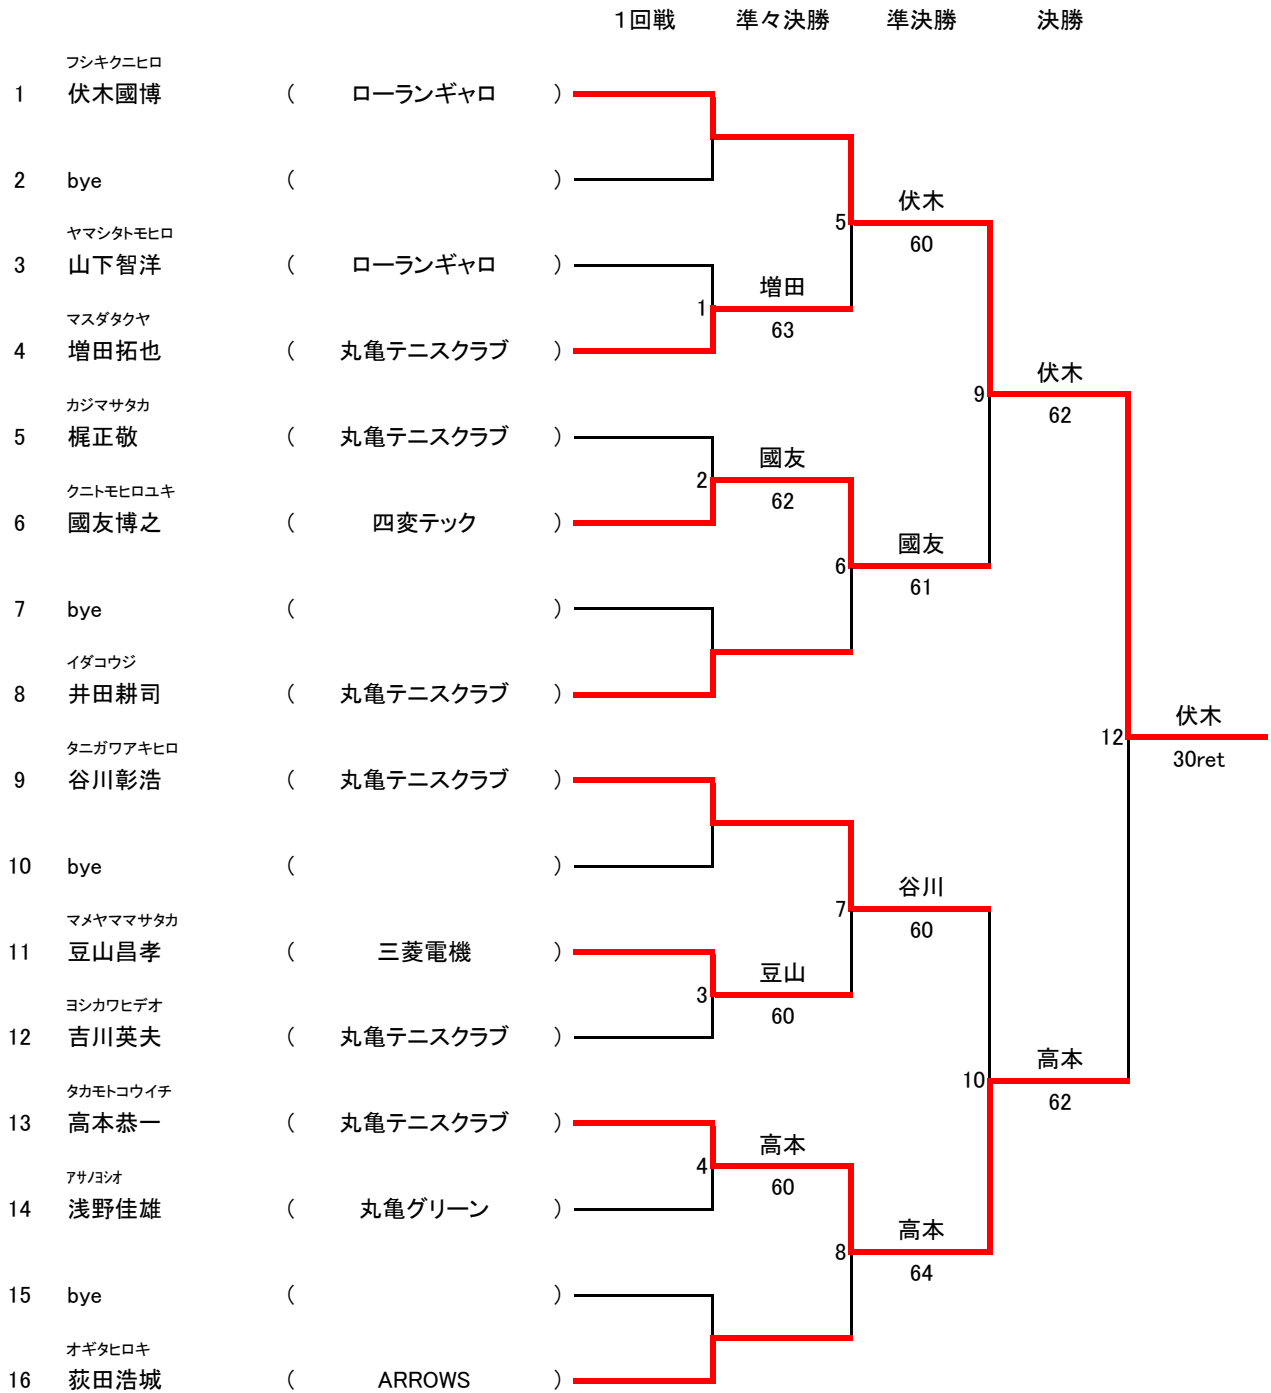 1回戦 準々決勝 準決勝 決勝
フシキクニヒロ
1 伏木國博 ( ローランギャロ )
2 bye ( )
5 伏木
60
ヤマシタトモヒロ
3 山下智洋 ( ローランギャロ )
1 増田
63
マスダタクヤ
4 増田拓也 ( 丸亀テニスクラブ )
9 伏木
62
カジマサタカ
5 梶正敬 ( 丸亀テニスクラブ )
2 國友
62
クニトモヒロユキ
6 國友博之 ( 四変テック )
6 國友
61
7 bye ( )
イダコウジ
8 井田耕司 ( 丸亀テニスクラブ )
12 伏木
30ret
タニガワアキヒロ
9 谷川彰浩 ( 丸亀テニスクラブ )
10 bye ( )
7 谷川
60
マメヤママサタカ
11 豆山昌孝 ( 三菱電機 )
3 豆山
60
ヨシカワヒデオ
12 吉川英夫 ( 丸亀テニスクラブ )
10 高本
62
タカモトコウイチ
13 高本恭一 ( 丸亀テニスクラブ )
4 高本
60
アサノヨシオ
14 浅野佳雄 ( 丸亀グリーン )
8 高本
64
15 bye ( )
オギタヒロキ
16 荻田浩城 ( ARROWS )